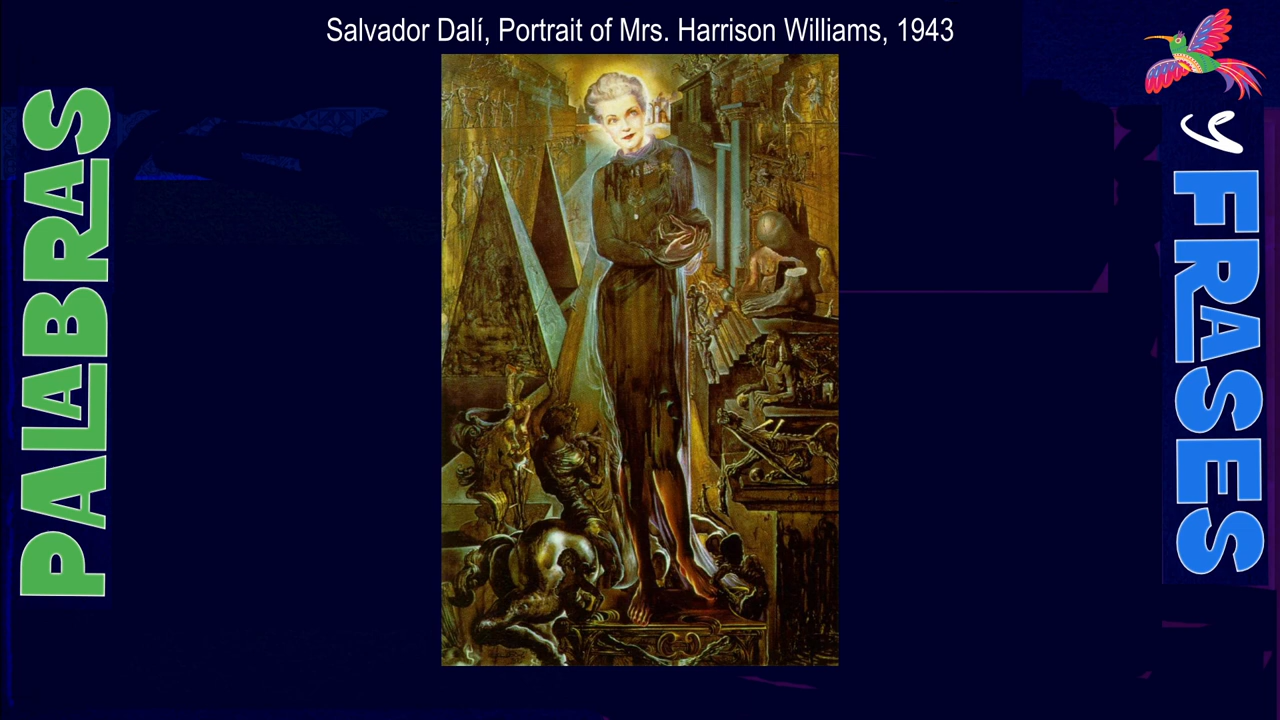 Salvador Dalí, Portrait of Mrs. Harrison Williams, 1943
PALABRAS
y
FRASES